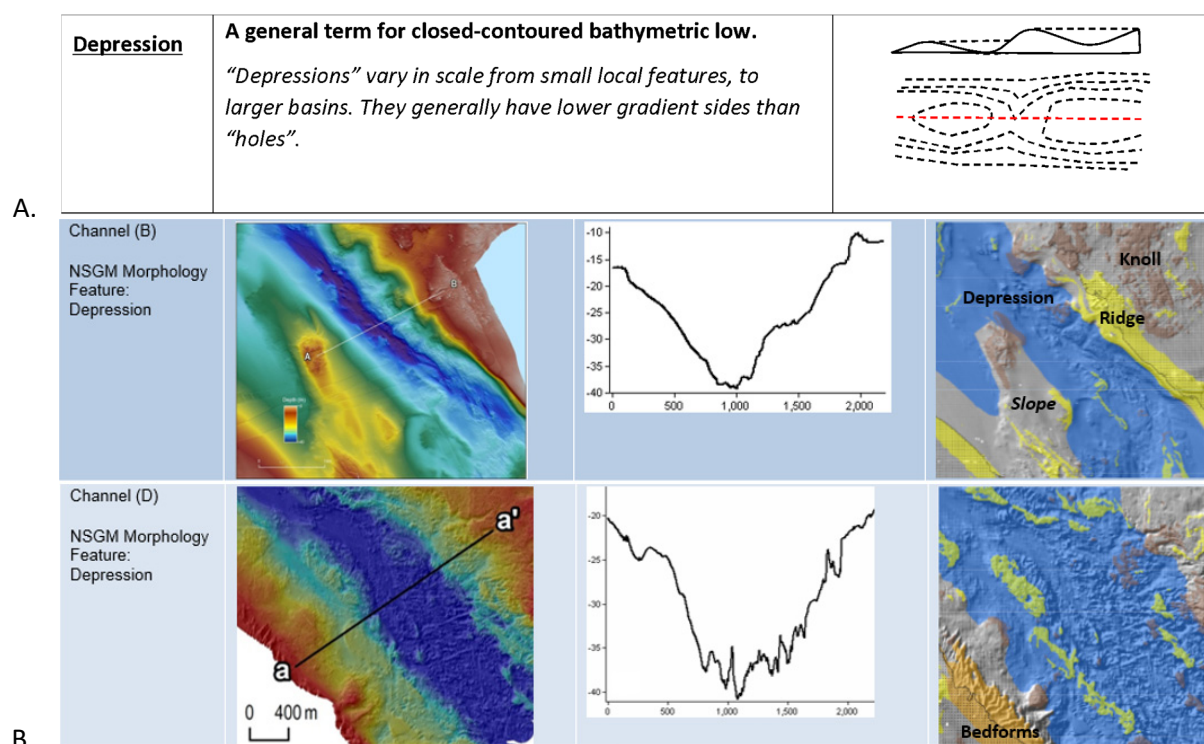 Depression
A general term for closed-contoured bathymetric low.
“Depressions” vary in scale from small local features, to
larger basins. They generally have lower gradient sides than
“holes”.
A.
Channel (B)
NSGM Morphology
Feature:
Depression
A
B
Depth (m)
-10
-15
-20
-25
-30
-35
-40
0
500
1,000
1,500
2,000
Knoll
Depression
Ridge
Slope
Channel (D)
NSGM Morphology
Feature:
Depression
a'
a
0 400 m
-20
-25
-30
-35
-40
0
500
1,000
1,500
2,000
Bedforms
B.